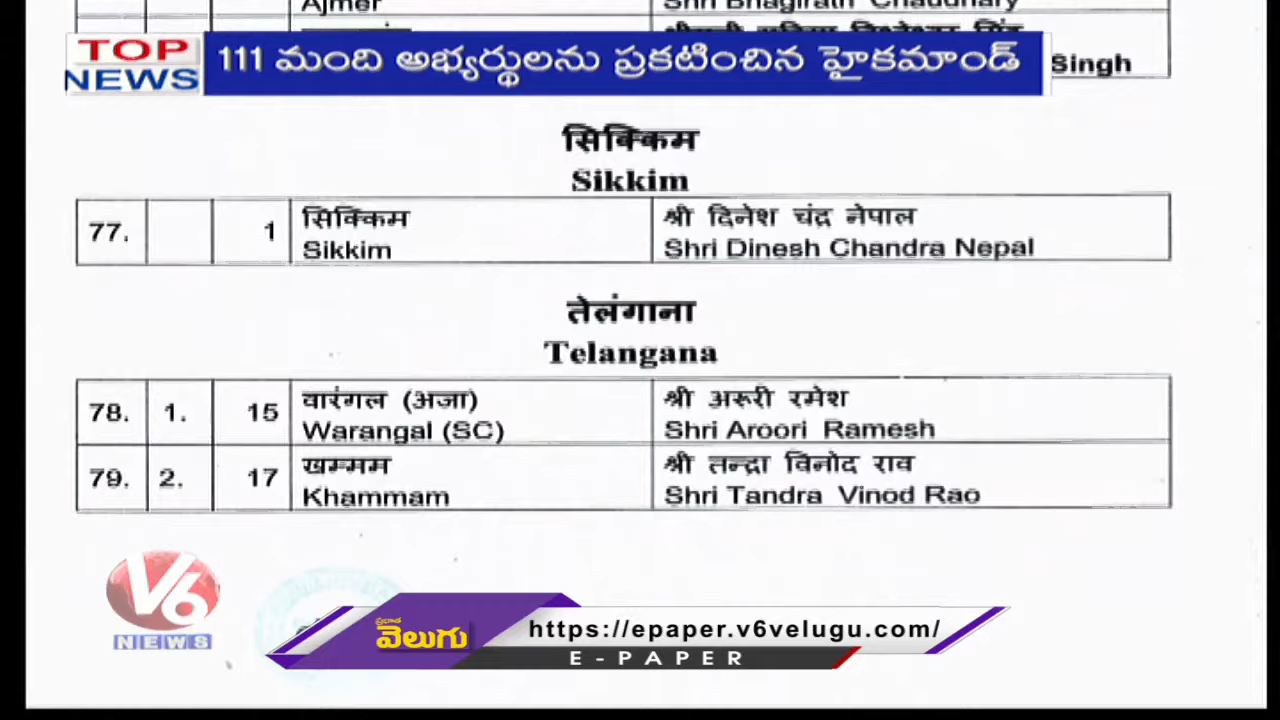 Ajmer
Shri Bhagirath Chaudhary
TOP
NEWS
111 మంది అభ్యర్థులను ప్రకటించిన హైకమాండ్
Singh
सिक्किम
Sikkim
77.
1
सिक्किम
श्री दिनेश चंद्र नेपाल
Sikkim
Shri Dinesh Chandra Nepal
तेलंगाना
Telangana
78.
1.
15
वारंगल (अजा)
श्री अरूरी रमेश
Warangal (SC)
Shri Aroori Ramesh
79.
2.
17
खम्मम
श्री तन्द्रा विनोद राव
Khammam
Shri Tandra Vinod Rao
V6
NEWS
ప్రభాత
వెలుగు
https://epaper.v6velugu.com/
E-PAPER